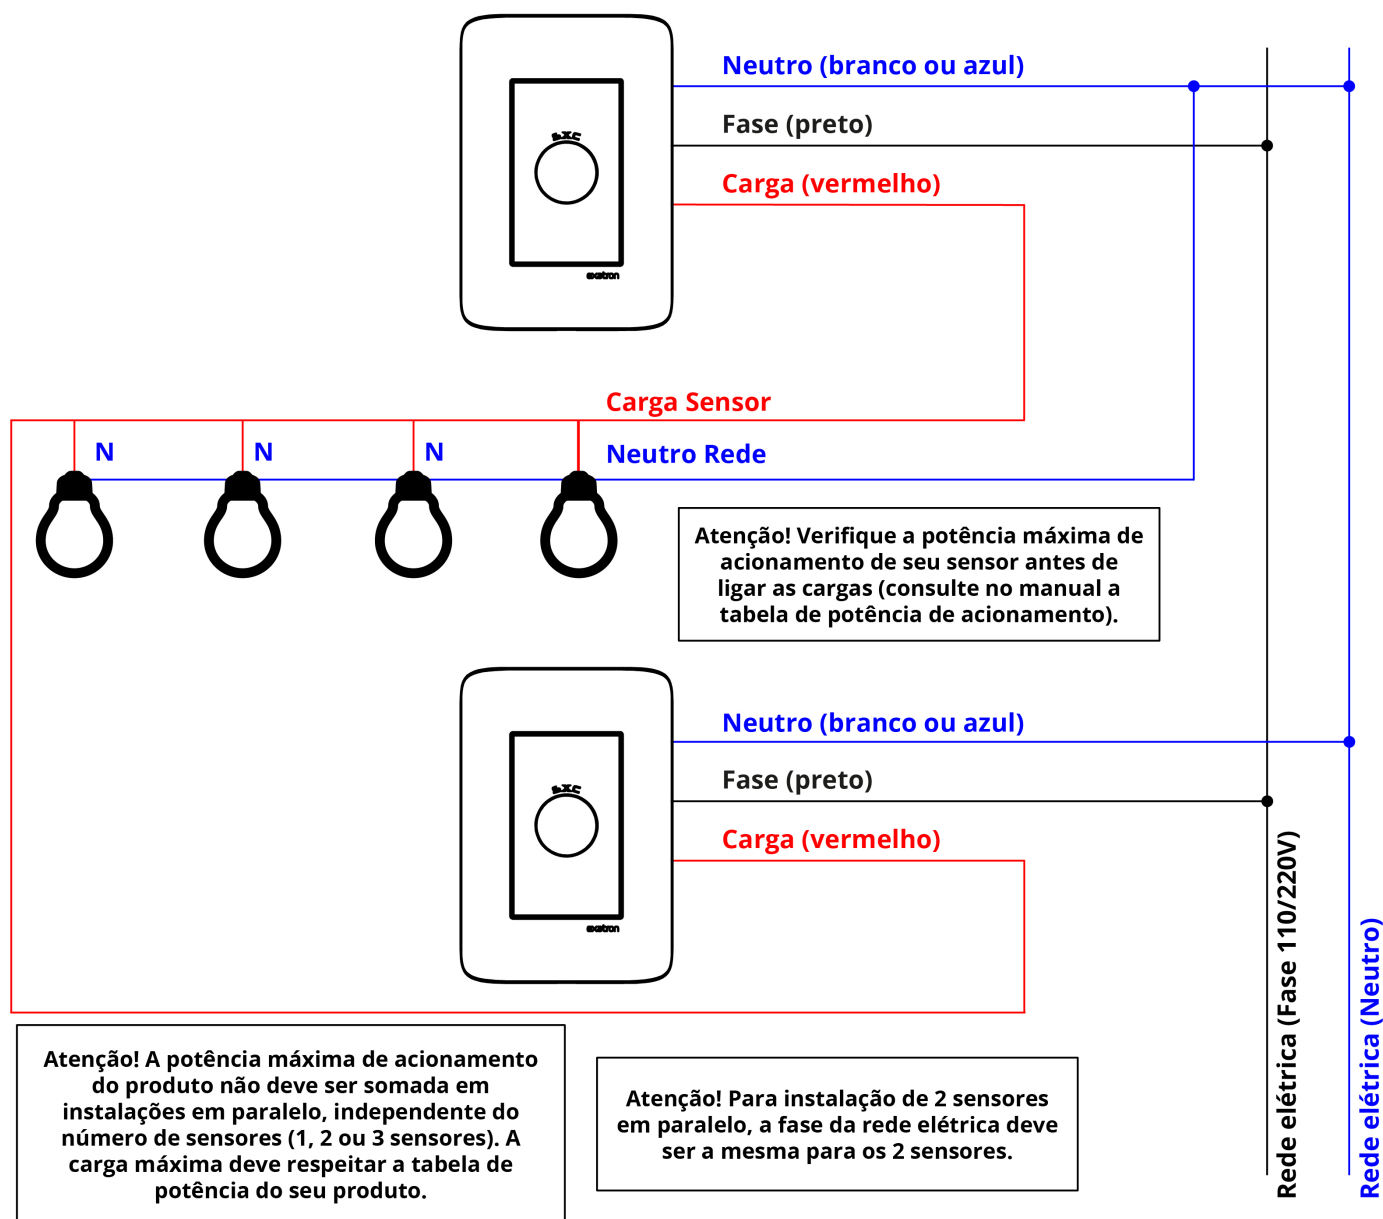 Neutro (branco ou azul)
Fase (preto)
Carga (vermelho)
exc
exatron
Carga Sensor
N
N
N
Neutro Rede
Atenção! Verifique a potência máxima de
acionamento de seu sensor antes de
ligar as cargas (consulte no manual a
tabela de potência de acionamento).
Neutro (branco ou azul)
Fase (preto)
Carga (vermelho)
exc
exatron
Rede elétrica (Fase 110/220V)
Rede elétrica (Neutro)
Atenção! A potência máxima de acionamento
do produto não deve ser somada em
instalações em paralelo, independente do
número de sensores (1, 2 ou 3 sensores). A
carga máxima deve respeitar a tabela de
potência do seu produto.
Atenção! Para instalação de 2 sensores
em paralelo, a fase da rede elétrica deve
ser a mesma para os 2 sensores.